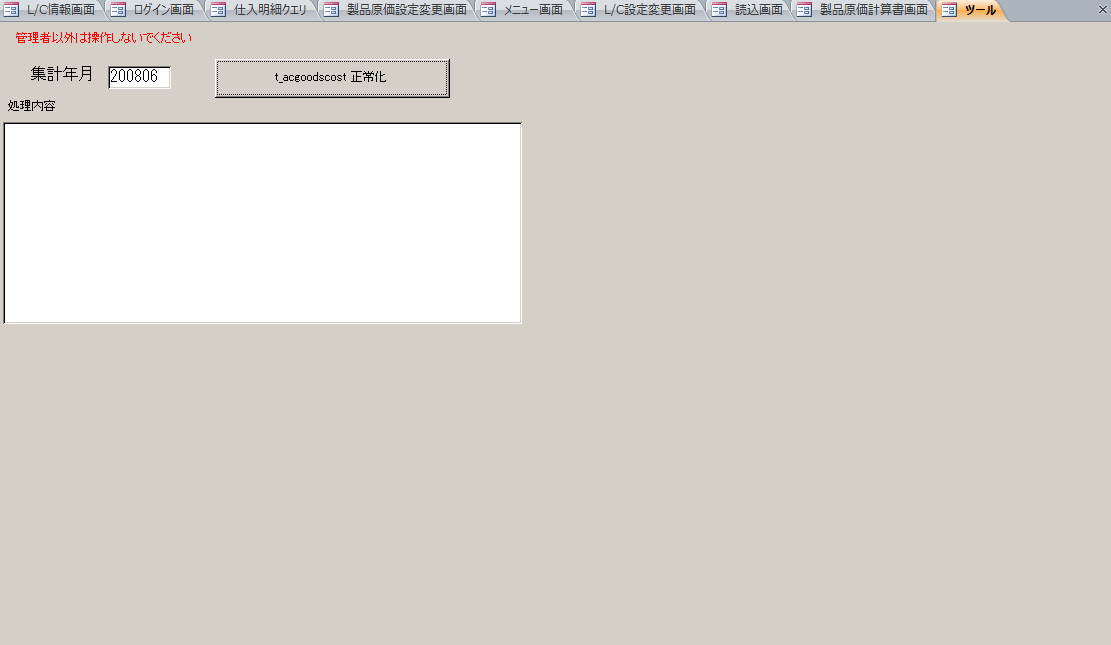 L/C情報画面 ログイン画面 仕入明細クエリ 製品原価設定変更画面 メニュー画面 L/C設定変更画面 読込画面 製品原価計算書画面 ツール
管理者以外は操作しないでください
集計年月 200806 t_acgoodscost 正常化
処理内容